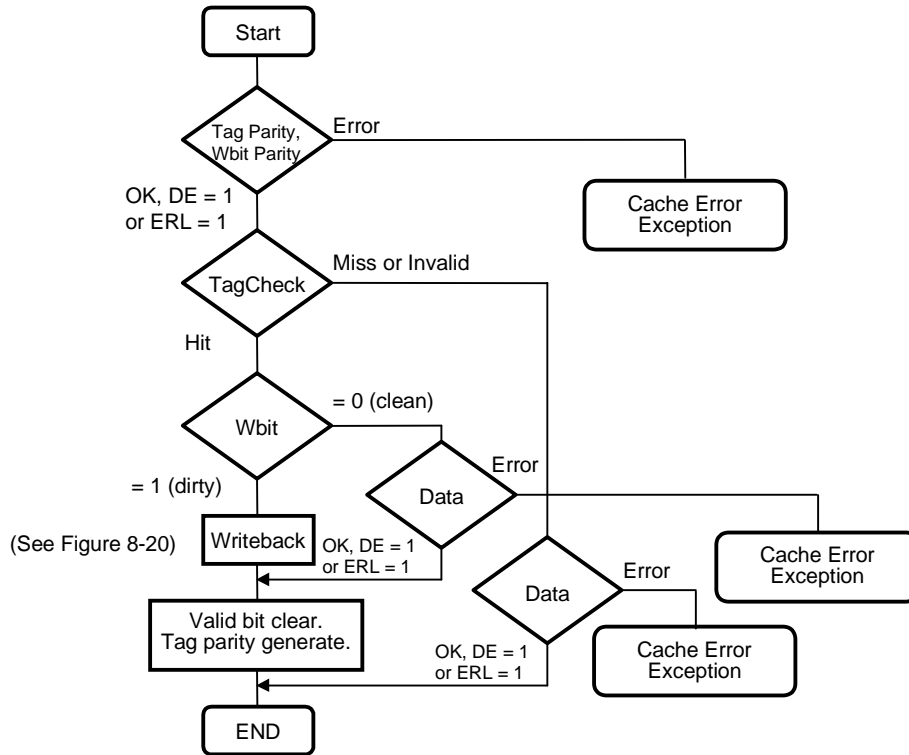 Start
Tag Parity,
Wbit Parity
Error
Cache Error
Exception
OK, DE = 1
or ERL = 1
TagCheck
Miss or Invalid
Hit
Wbit
= 0 (clean)
= 1 (dirty)
Data
Error
Cache Error
Exception
(See Figure 8-20)
Writeback
OK, DE = 1
or ERL = 1
Data
Error
Cache Error
Exception
Valid bit clear.
Tag parity generate.
OK, DE = 1
or ERL = 1
END